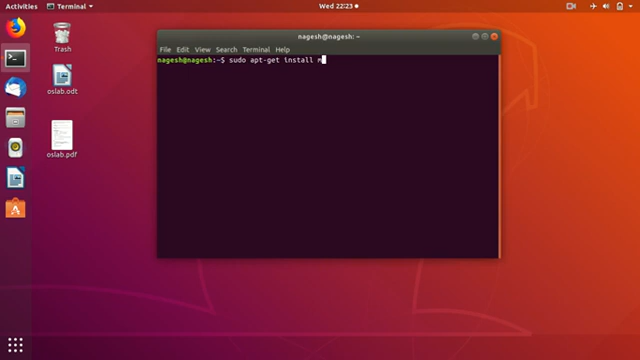 Activities
Terminal
Wed 22:23
Trash
oslab.odt
oslab.pdf
nagesh@nagesh: ~
File Edit View Search Terminal Help
nagesh@nagesh:~$ sudo apt-get install m